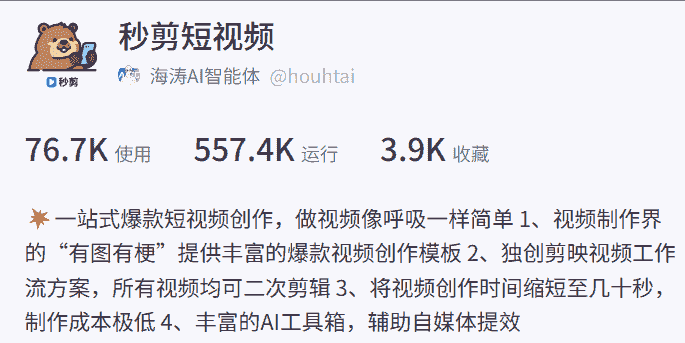 秒剪短视频
秒剪
海涛AI智能体 @houhtai
76.7K 使用 557.4K 运行 3.9K 收藏
一站式爆款短视频创作，做视频像呼吸一样简单 1、视频制作界
的“有图有梗”提供丰富的爆款视频创作模板 2、独创剪映视频工作
流方案，所有视频均可二次剪辑 3、将视频创作时间缩短至几十秒，
制作成本极低 4、丰富的AI工具箱，辅助自媒体提效